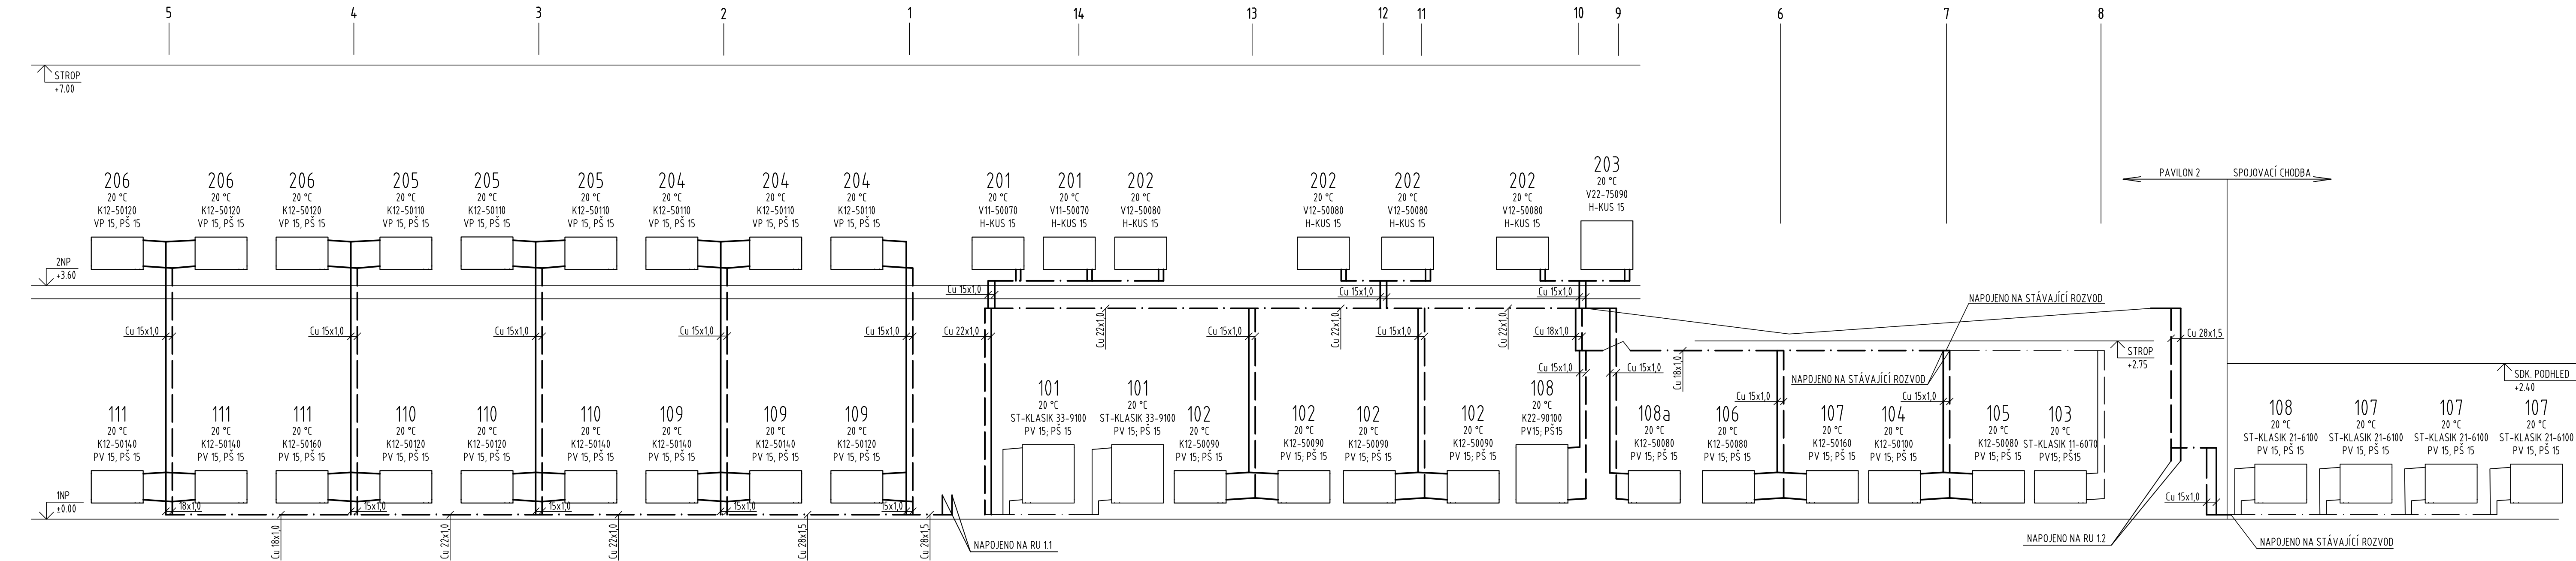 5
4
3
2
1
14
13
12
11
10
9
6
7
8
STROP
+7.00
PAVILON 2
SPOJOVACÍ CHODBA
206
20 °C
K12-50120
VP 15, PŠ 15
206
20 °C
K12-50120
VP 15, PŠ 15
206
20 °C
K12-50120
VP 15, PŠ 15
205
20 °C
K12-50110
VP 15, PŠ 15
205
20 °C
K12-50110
VP 15, PŠ 15
205
20 °C
K12-50110
VP 15, PŠ 15
204
20 °C
K12-50110
VP 15, PŠ 15
204
20 °C
K12-50110
VP 15, PŠ 15
204
20 °C
K12-50110
VP 15, PŠ 15
201
20 °C
V11-50070
H-KUS 15
201
20 °C
V11-50070
H-KUS 15
202
20 °C
V12-50080
H-KUS 15
202
20 °C
V12-50080
H-KUS 15
202
20 °C
V12-50080
H-KUS 15
202
20 °C
V12-50080
H-KUS 15
203
20 °C
V22-75090
H-KUS 15
2NP
+3.60
Cu 15x1,0
Cu 15x1,0
Cu 15x1,0
NAPOJENO NA STÁVAJÍCÍ ROZVOD
Cu 15x1,0
Cu 15x1,0
Cu 15x1,0
Cu 15x1,0
Cu 15x1,0
Cu 22x1,0
Cu 22x1,0
Cu 15x1,0
Cu 22x1,0
Cu 15x1,0
Cu 22x1,0
Cu 18x1,0
Cu 28x1,5
STROP
+2.75
Cu 15x1,0
Cu 15x1,0
Cu 18x1,0
NAPOJENO NA STÁVAJÍCÍ ROZVOD
Cu 15x1,0
Cu 15x1,0
SDK. PODHLED
+2.40
111
20 °C
K12-50140
PV 15, PŠ 15
111
20 °C
K12-50140
PV 15, PŠ 15
111
20 °C
K12-50160
PV 15, PŠ 15
110
20 °C
K12-50120
PV 15, PŠ 15
110
20 °C
K12-50120
PV 15, PŠ 15
110
20 °C
K12-50140
PV 15, PŠ 15
109
20 °C
K12-50140
PV 15, PŠ 15
109
20 °C
K12-50140
PV 15, PŠ 15
109
20 °C
K12-50120
PV 15, PŠ 15
101
20 °C
ST-KLASIK 33-9100
PV 15; PŠ 15
101
20 °C
ST-KLASIK 33-9100
PV 15; PŠ 15
102
20 °C
K12-50090
PV 15; PŠ 15
102
20 °C
K12-50090
PV 15; PŠ 15
102
20 °C
K12-50090
PV 15; PŠ 15
102
20 °C
K12-50090
PV 15; PŠ 15
108
20 °C
K22-90100
PV15; PŠ15
108a
20 °C
K12-50080
PV 15; PŠ 15
106
20 °C
K12-50080
PV 15; PŠ 15
107
20 °C
K12-50160
PV 15; PŠ 15
104
20 °C
K12-50100
PV 15; PŠ 15
105
20 °C
K12-50080
PV 15; PŠ 15
103
20 °C
ST-KLASIK 11-6070
PV15; PŠ15
108
20 °C
ST-KLASIK 21-6100
PV 15, PŠ 15
107
20 °C
ST-KLASIK 21-6100
PV 15, PŠ 15
107
20 °C
ST-KLASIK 21-6100
PV 15, PŠ 15
107
20 °C
ST-KLASIK 21-6100
PV 15, PŠ 15
1NP
±0.00
18x1,0
15x1,0
15x1,0
15x1,0
15x1,0
Cu 15x1,0
Cu 18x1,0
Cu 22x1,0
Cu 22x1,0
Cu 28x1,5
Cu 28x1,5
NAPOJENO NA RU 1.1
NAPOJENO NA RU 1.2
NAPOJENO NA STÁVAJÍCÍ ROZVOD